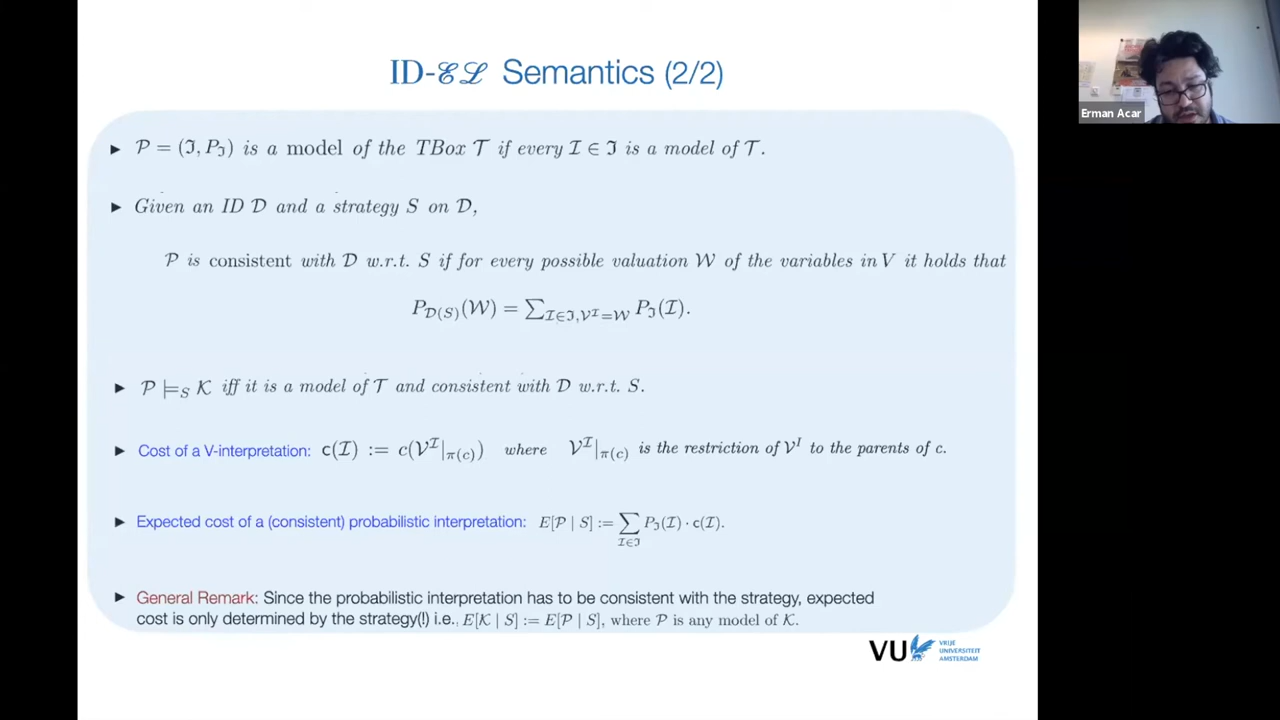 ID-ℰℒ Semantics (2/2)
Erman Acar
► 𝒫 = (ℑ, P_ℑ) is a model of the TBox 𝒯 if every ℐ ∈ ℑ is a model of 𝒯.
► Given an ID 𝒟 and a strategy S on 𝒟,
𝒫 is consistent with 𝒟 w.r.t. S if for every possible valuation 𝒲 of the variables in V it holds that
P_{𝒟(S)}(𝒲) = ∑_{ℐ∈ℑ, 𝒱^ℐ=𝒲} P_ℑ(ℐ).
► 𝒫 ⊨_S 𝒦 iff it is a model of 𝒯 and consistent with 𝒟 w.r.t. S.
► Cost of a V-interpretation: c(ℐ) := c(𝒱^ℐ|_{π(c)}) where 𝒱^ℐ|_{π(c)} is the restriction of 𝒱^I to the parents of c.
► Expected cost of a (consistent) probabilistic interpretation: E[𝒫 | S] := ∑_{ℐ∈ℑ} P_ℑ(ℐ) · c(ℐ).
► General Remark: Since the probabilistic interpretation has to be consistent with the strategy, expected
cost is only determined by the strategy(!) i.e., E[𝒦 | S] := E[𝒫 | S], where 𝒫 is any model of 𝒦.
VU
VRIJE
UNIVERSITEIT
AMSTERDAM